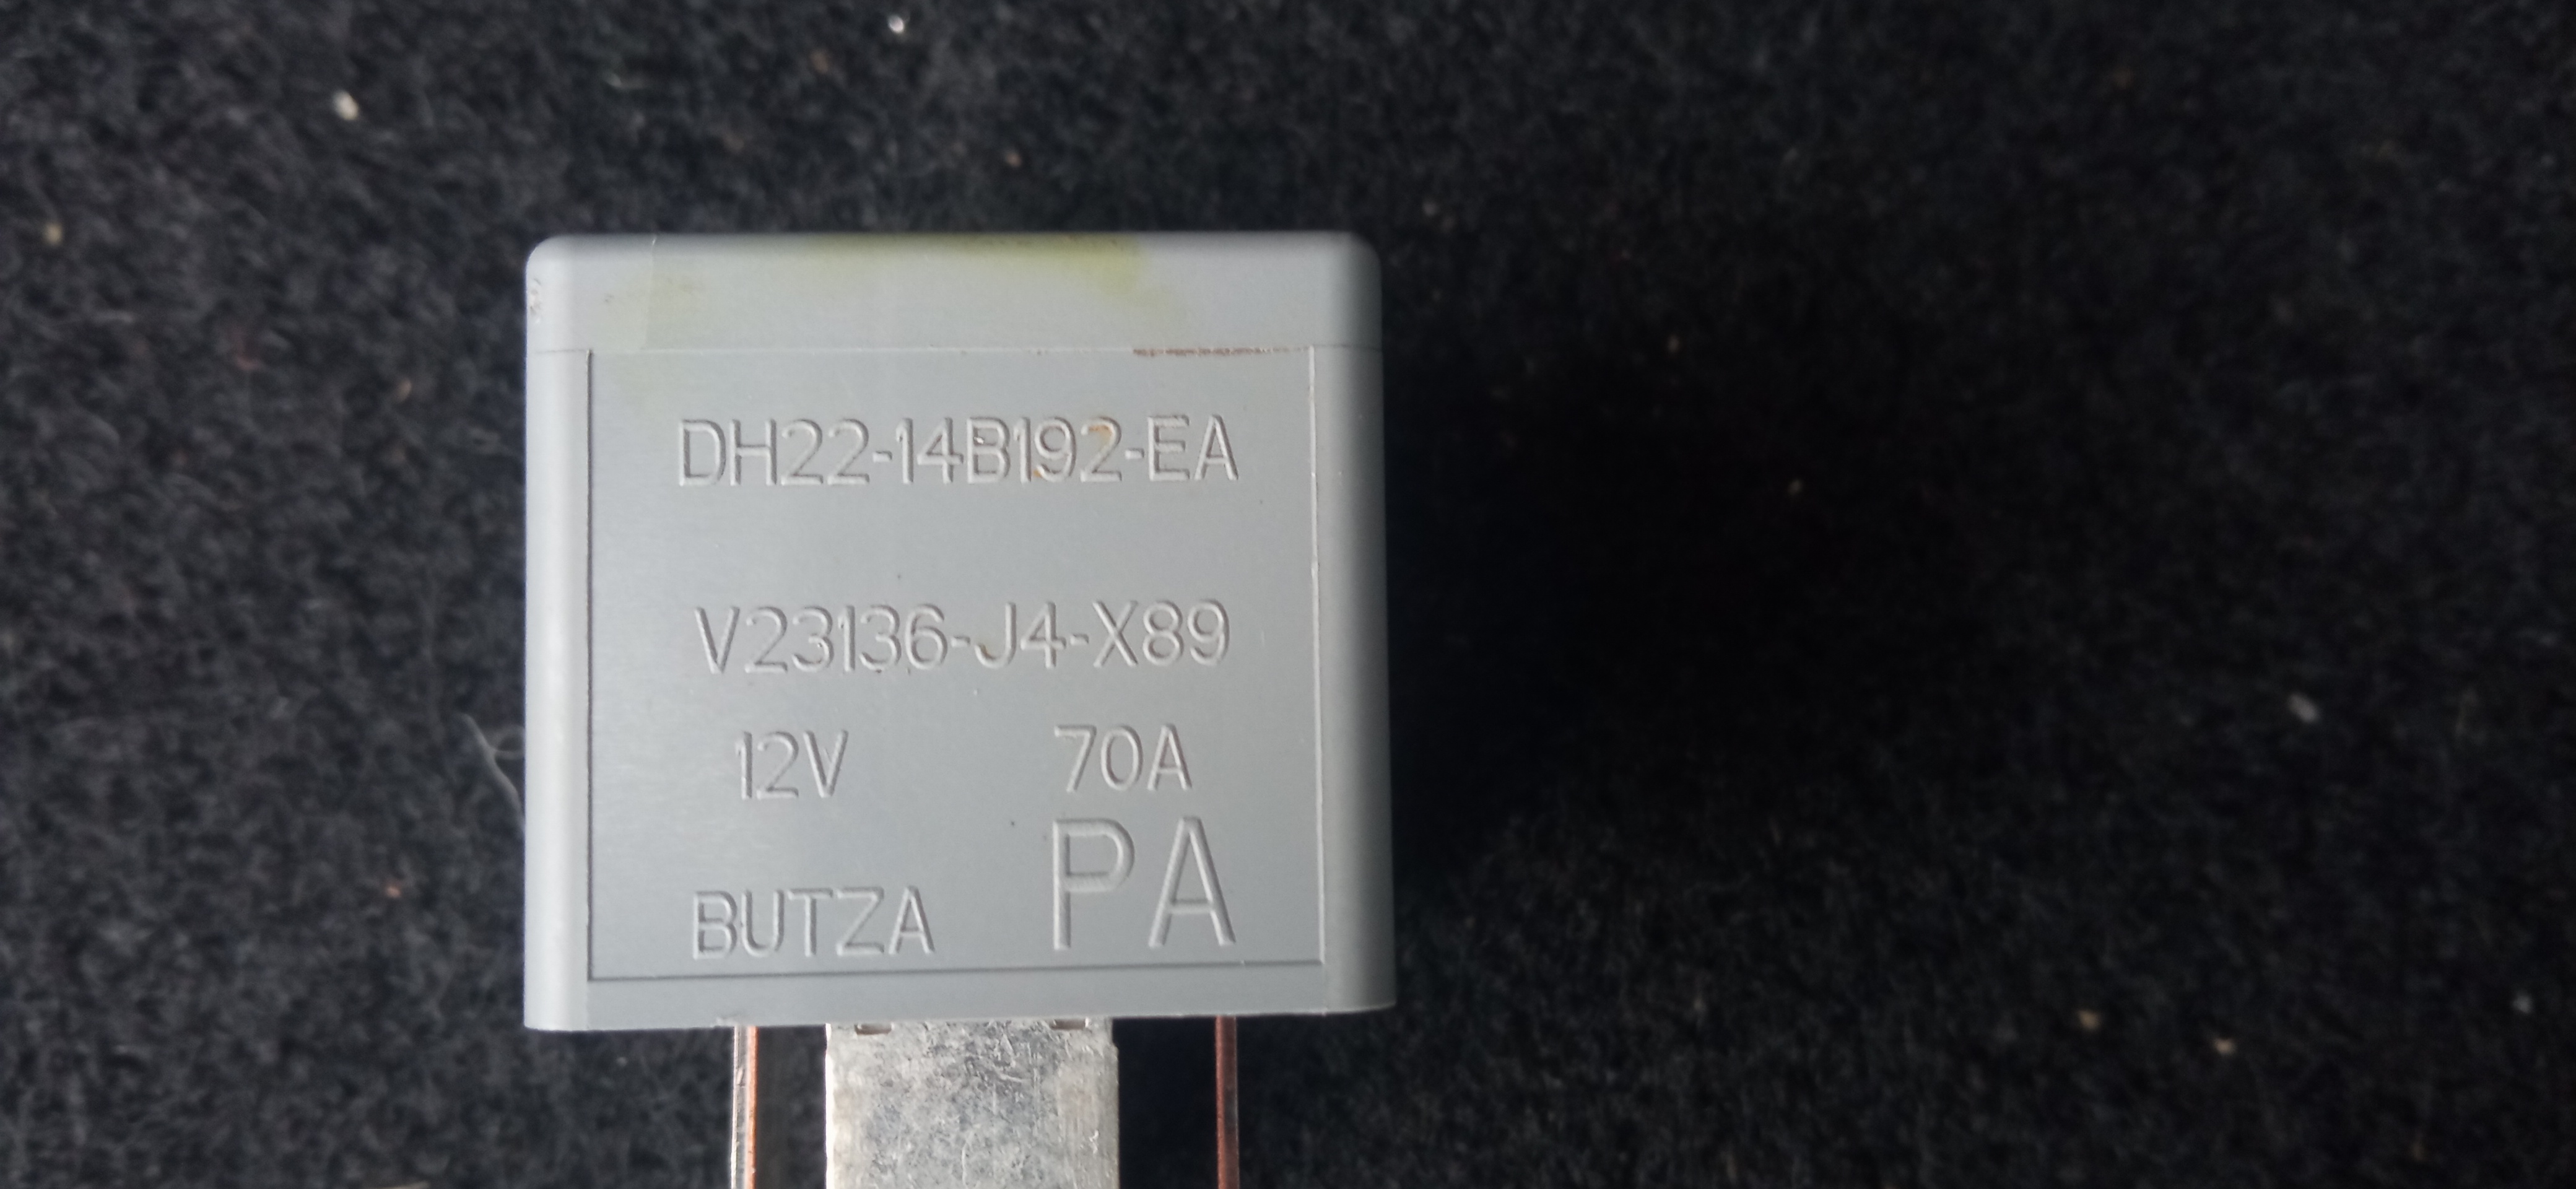 DH22-14B192-EA
V23136-J4-X89
12V 70A
BUTZA PA